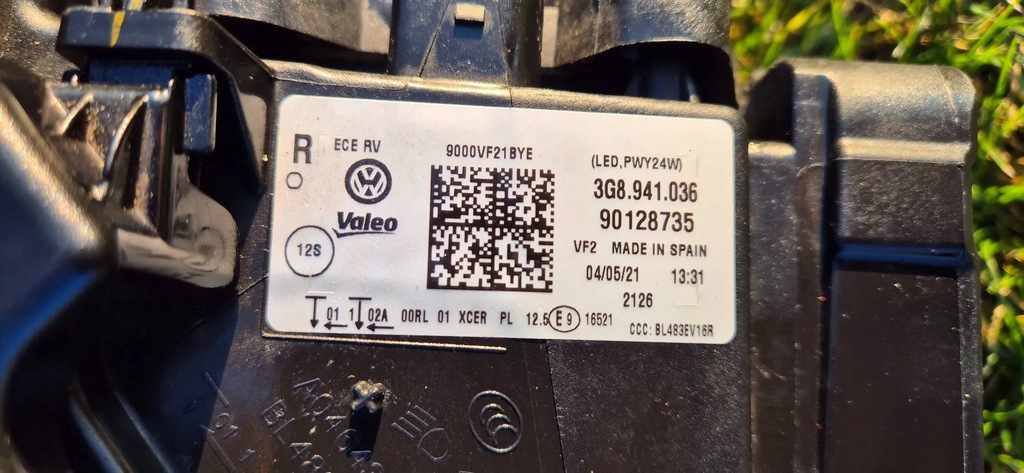 R
ECE RV
9000VF21BYE
(LED,PWY24W)
3G8.941.036
90128735
Valeo
12S
VF2 MADE IN SPAIN
04/05/21 13:31
2126
01 1 02A 00RL 01 XCER PL 12.5 E9 16521
CCC: BL483EV16R